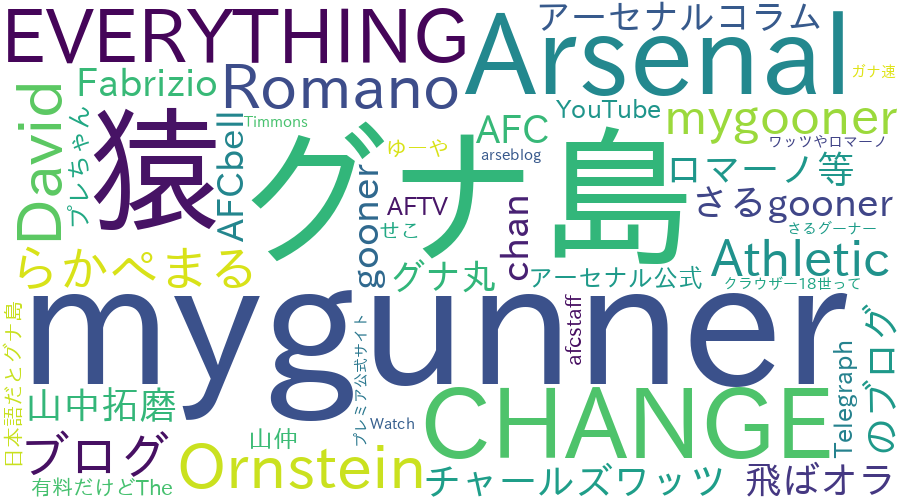 EVERYTHING
Arsenal
アーセナルコラム
ガナ速
David
Fabrizio
Romano
YouTube
mygooner
プレちゃん
猿
AFCbell
Timmons
グナ島
ゆーや
AFC
arseblog
ワッツやロマーノ
ロマーノ等
gooner
AFTV
せこ
chan
さるgooner
さるグーナー
らかぺまる
グナ丸
アーセナル公式
Athletic
クラウザー18世って
mygunner
日本語だとグナ島
プレミア公式サイト
afcstaff
Telegraph
のブログ
山中拓磨
CHANGE
ブログ
山仲
Watch
有料だけどThe
Ornstein
チャールズワッツ
飛ばオラ